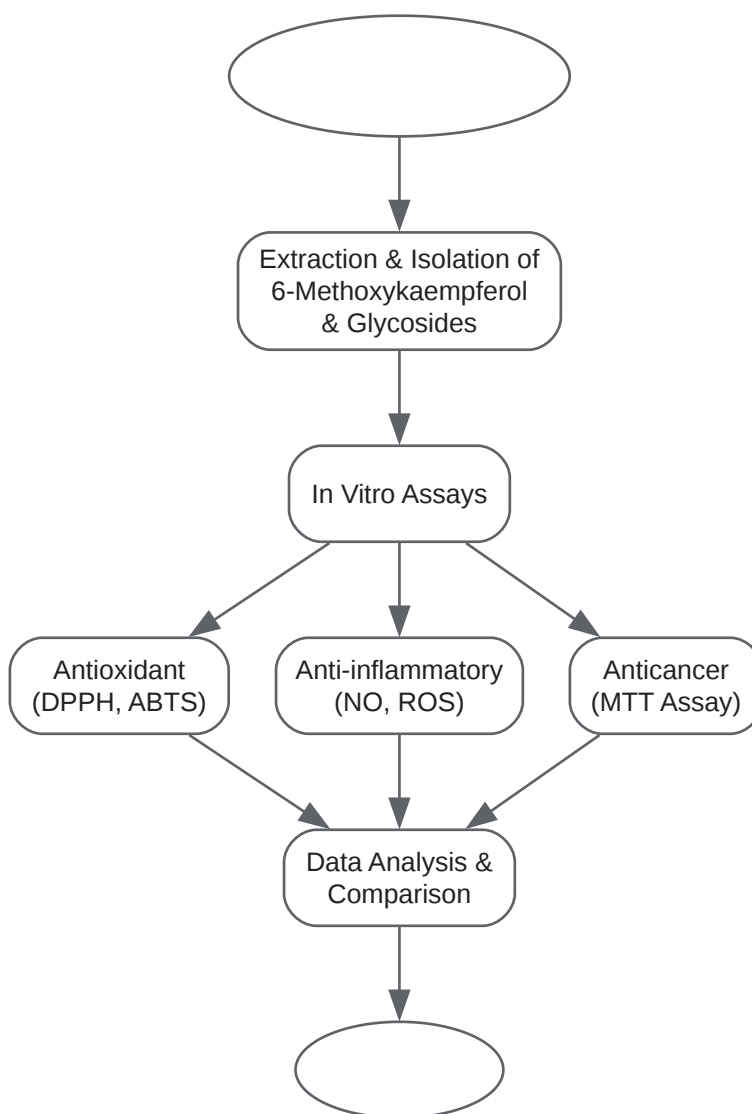 Extraction & Isolation of
6-Methoxykaempferol
& Glycosides
In Vitro Assays
Antioxidant
(DPPH, ABTS)
Anti-inflammatory
(NO, ROS)
Anticancer
(MTT Assay)
Data Analysis &
Comparison